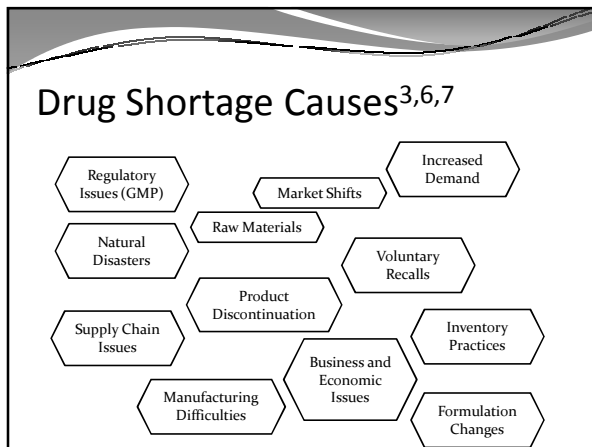 Drug Shortage Causes3,6,7
Increased
Demand
Regulatory
Issues (GMP)
Market Shifts
Raw Materials
Natural
Disasters
Voluntary
Recalls
Product
Discontinuation
Supply Chain
Issues
Inventory
Practices
Business and
Economic
Issues
Manufacturing
Difficulties
Formulation
Changes